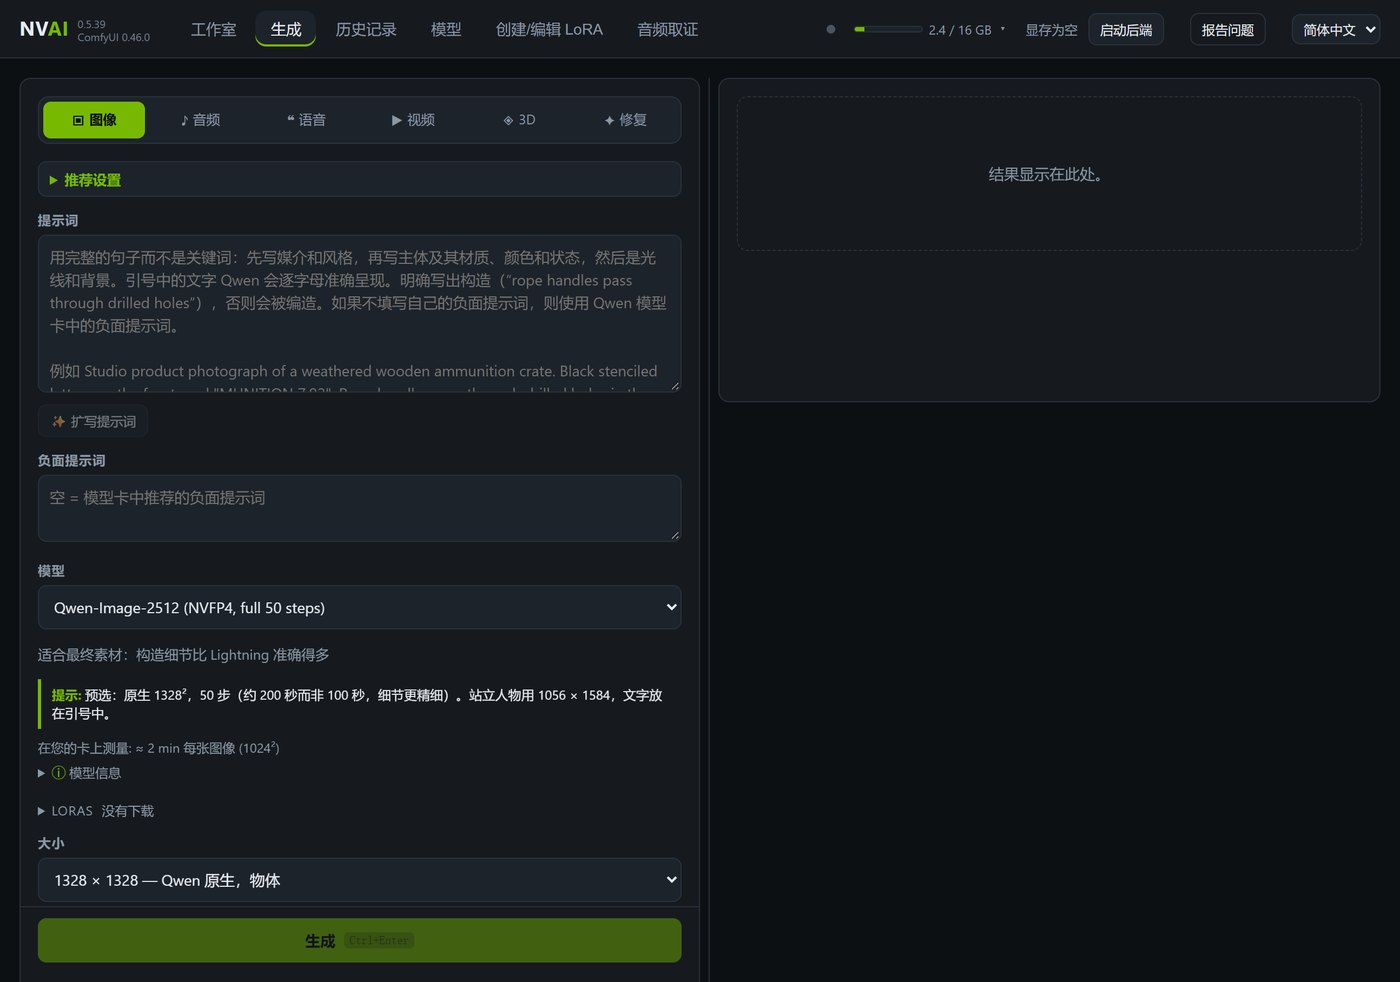 NVAI 0.5.39
ComfyUI 0.46.0
工作室 生成 历史记录 模型 创建/编辑 LoRA 音频取证
2.4 / 16 GB 显存为空 启动后端 报告问题 简体中文
图像 音频 语音 视频 3D 修复
推荐设置
提示词
用完整的句子而不是关键词：先写媒介和风格，再写主体及其材质、颜色和状态，然后是光
线和背景。引号中的文字 Qwen 会逐字母准确呈现。明确写出构造（“rope handles pass
through drilled holes”），否则会被编造。如果不填写自己的负面提示词，则使用 Qwen 模型
卡中的负面提示词。
例如 Studio product photograph of a weathered wooden ammunition crate. Black stenciled
扩写提示词
负面提示词
空 = 模型卡中推荐的负面提示词
模型
Qwen-Image-2512 (NVFP4, full 50 steps)
适合最终素材：构造细节比 Lightning 准确得多
提示: 预选：原生 1328²，50 步（约 200 秒而非 100 秒，细节更精细）。站立人物用 1056 × 1584，文字放
在引号中。
在您的卡上测量: ≈ 2 min 每张图像 (1024²)
模型信息
LORAS 没有下载
大小
1328 × 1328 — Qwen 原生，物体
生成 Ctrl+Enter
结果显示在此处。